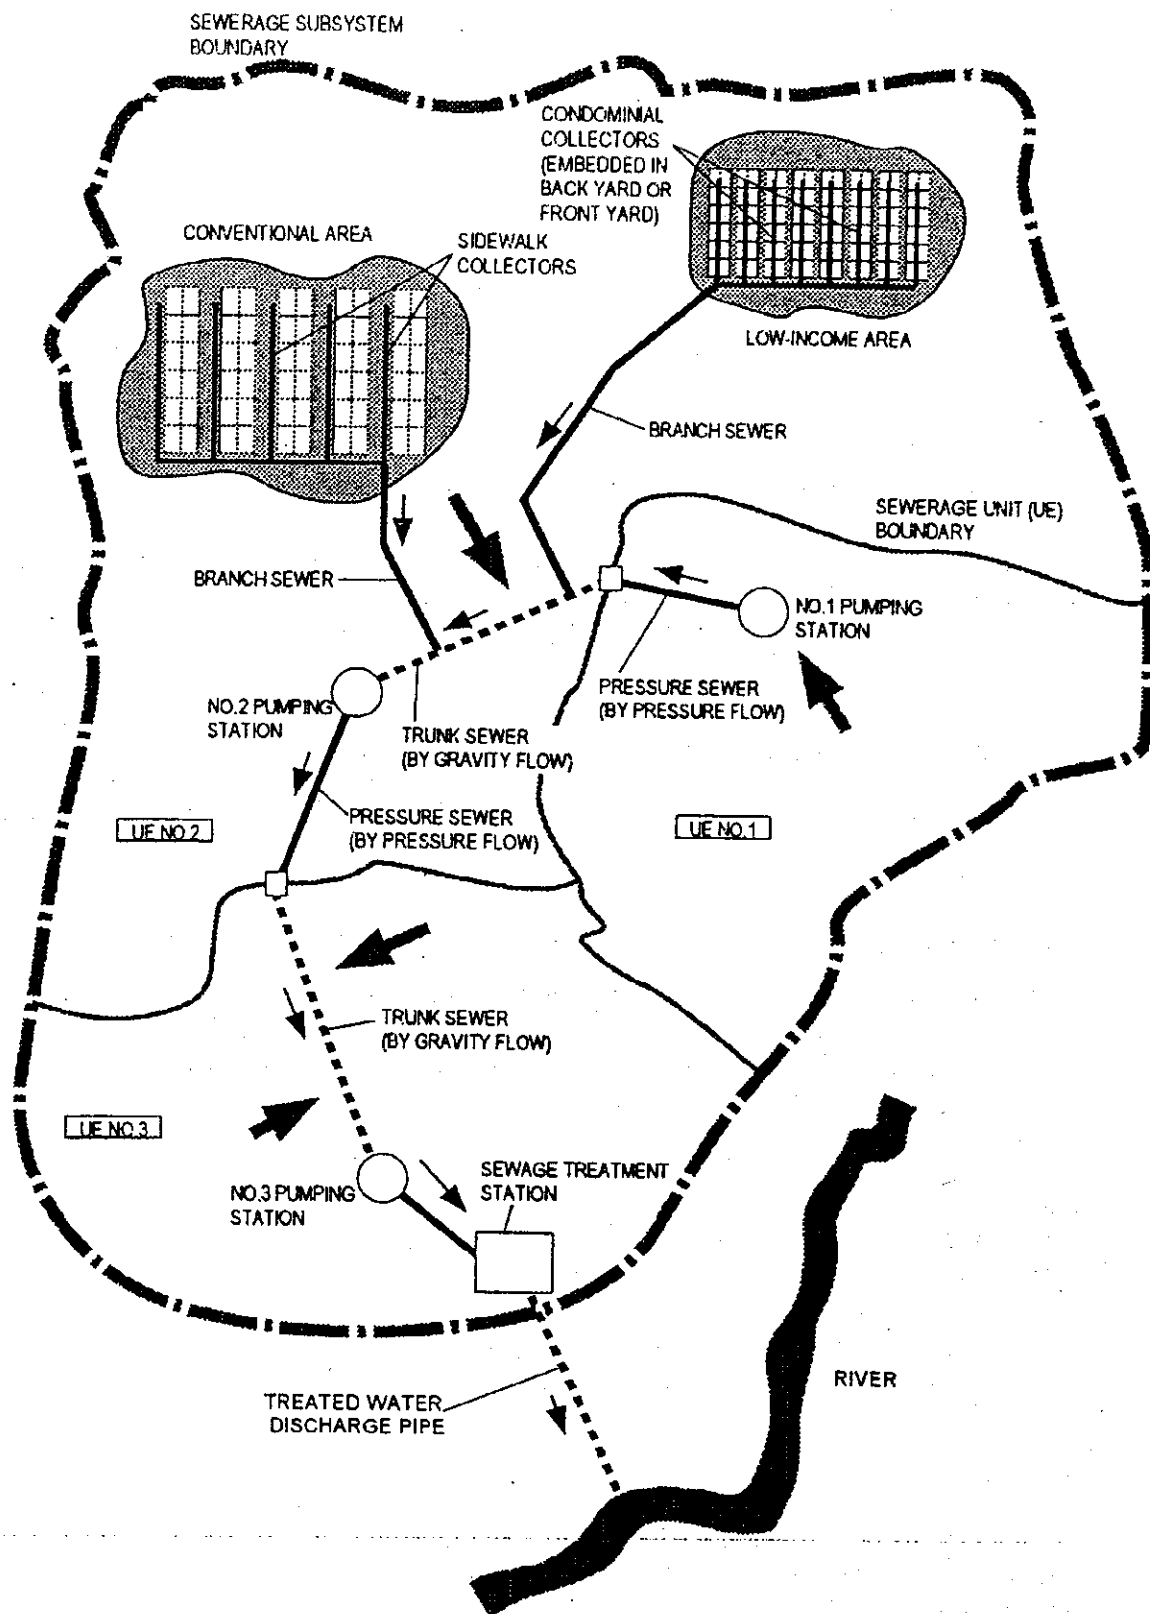 SEWERAGE SUBSYSTEM
BOUNDARY
CONDOMINIAL
COLLECTORS
(EMBEDDED IN
BACK YARD OR
FRONT YARD)
CONVENTIONAL AREA
SIDEWALK
COLLECTORS
LOW-INCOME AREA
BRANCH SEWER
SEWERAGE UNIT (UE)
BOUNDARY
BRANCH SEWER
NO.1 PUMPING
STATION
PRESSURE SEWER
(BY PRESSURE FLOW)
NO.2 PUMPING
STATION
TRUNK SEWER
(BY GRAVITY FLOW)
PRESSURE SEWER
(BY PRESSURE FLOW)
UE NO.2
UE NO.1
TRUNK SEWER
(BY GRAVITY FLOW)
UE NO.3
SEWAGE TREATMENT
STATION
NO.3 PUMPING
STATION
RIVER
TREATED WATER
DISCHARGE PIPE